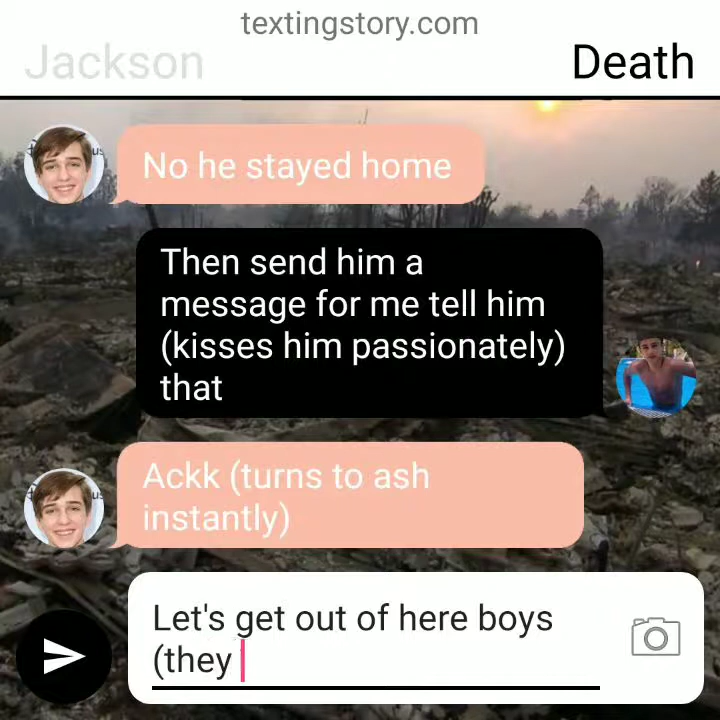 textingstory.com
Jackson
Death
No he stayed home
Then send him a
message for me tell him
(kisses him passionately)
that
Ackk (turns to ash
instantly)
Let's get out of here boys
(they